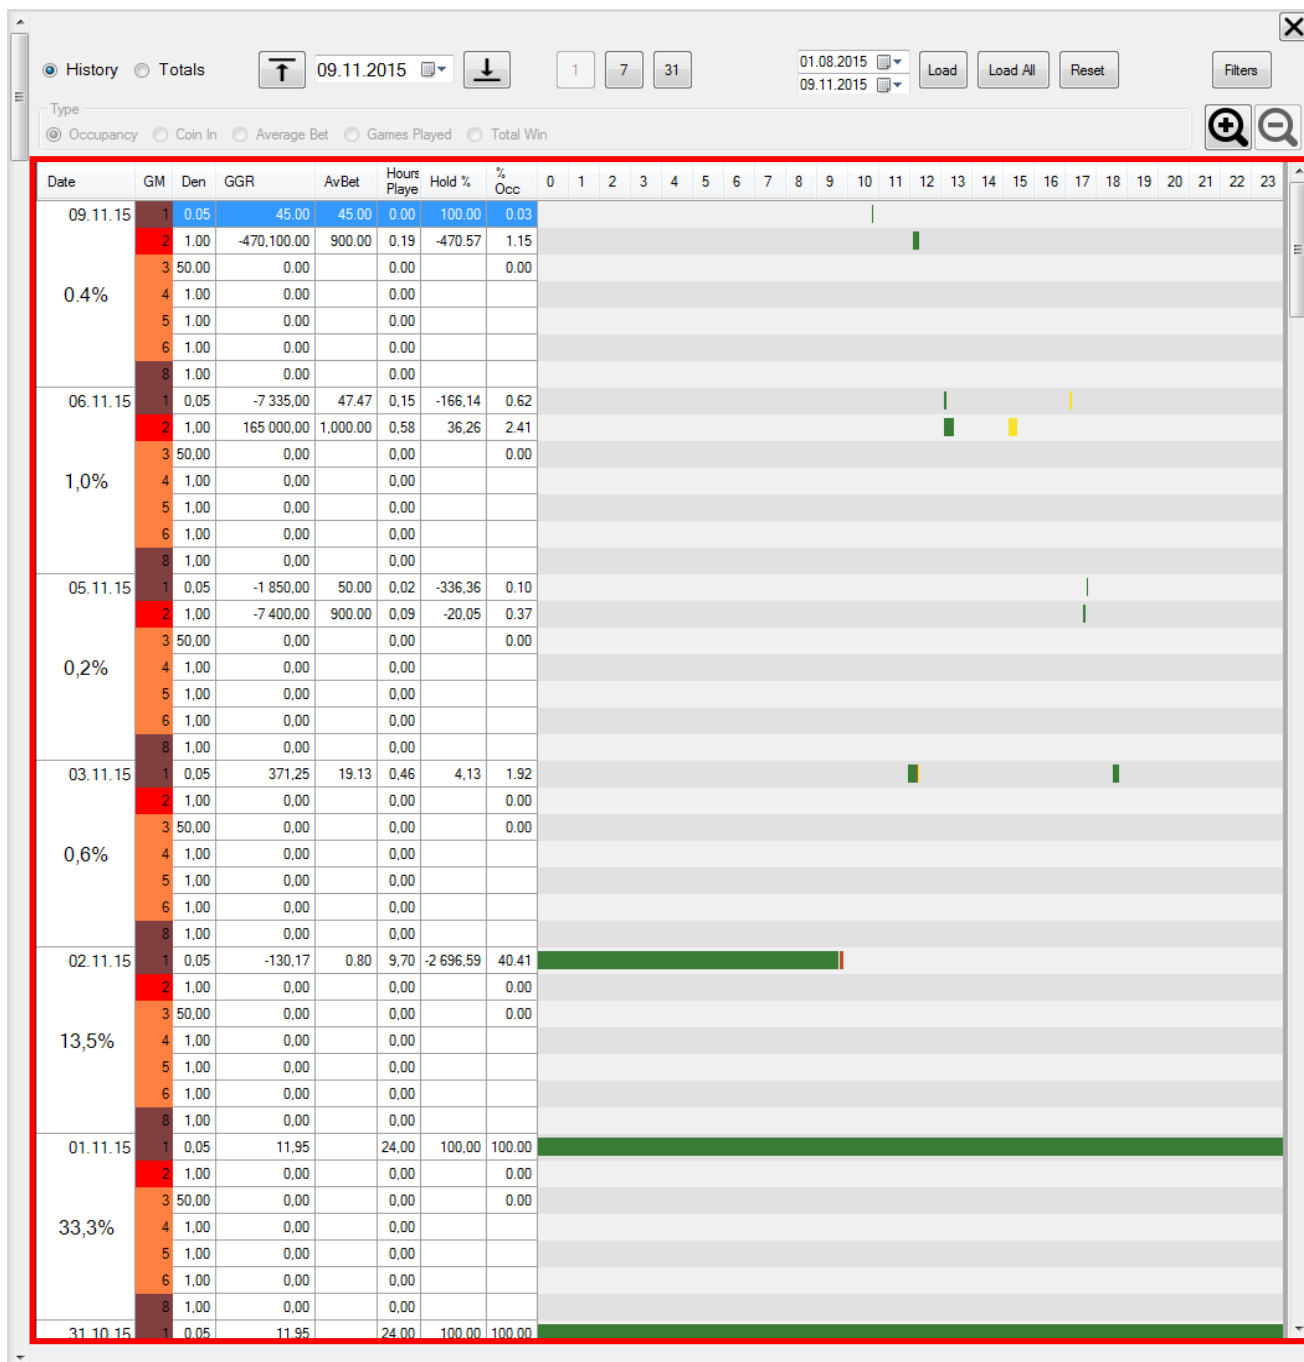 History Totals 09.11.2015 1 7 31 01.08.2015 Load Load All Reset Filters
09.11.2015
Type
Occupancy Coin In Average Bet Games Played Total Win
Date GM Den GGR AvBet Hours Playe Hold % % Occ 0 1 2 3 4 5 6 7 8 9 10 11 12 13 14 15 16 17 18 19 20 21 22 23
09.11.15 1 0.05 45.00 45.00 0.00 100.00 0.03
2 1.00 -470,100.00 900.00 0.19 -470.57 1.15
3 50.00 0.00 0.00 0.00
0.4% 4 1.00 0.00 0.00
5 1.00 0.00 0.00
6 1.00 0.00 0.00
8 1.00 0.00 0.00
06.11.15 1 0,05 -7 335,00 47.47 0,15 -166,14 0.62
2 1,00 165 000,00 1,000.00 0,58 36,26 2.41
3 50,00 0,00 0,00 0.00
1,0% 4 1,00 0,00 0,00
5 1,00 0,00 0,00
6 1,00 0,00 0,00
8 1,00 0,00 0,00
05.11.15 1 0,05 -1 850,00 50.00 0,02 -336,36 0.10
2 1,00 -7 400,00 900.00 0,09 -20,05 0.37
3 50,00 0,00 0,00 0.00
0,2% 4 1,00 0,00 0,00
5 1,00 0,00 0,00
6 1,00 0,00 0,00
8 1,00 0,00 0,00
03.11.15 1 0,05 371,25 19.13 0,46 4,13 1.92
2 1,00 0,00 0,00 0.00
3 50,00 0,00 0,00 0.00
0,6% 4 1,00 0,00 0,00
5 1,00 0,00 0,00
6 1,00 0,00 0,00
8 1,00 0,00 0,00
02.11.15 1 0,05 -130,17 0.80 9,70 -2 696,59 40.41
2 1,00 0,00 0,00 0.00
3 50,00 0,00 0,00 0.00
13,5% 4 1,00 0,00 0,00
5 1,00 0,00 0,00
6 1,00 0,00 0,00
8 1,00 0,00 0,00
01.11.15 1 0,05 11,95 24,00 100,00 100.00
2 1,00 0,00 0,00 0.00
3 50,00 0,00 0,00 0.00
33,3% 4 1,00 0,00 0,00
5 1,00 0,00 0,00
6 1,00 0,00 0,00
8 1,00 0,00 0,00
31.10.15 1 0,05 11,95 24,00 100,00 100.00